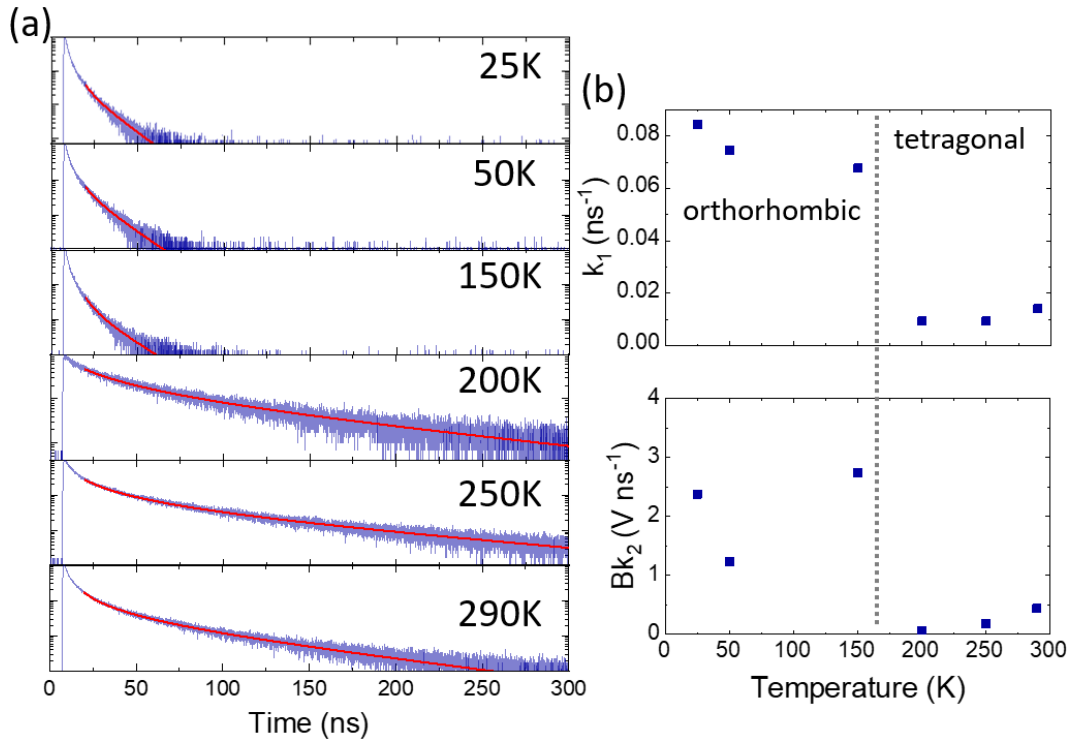 (a)
25K
50K
150K
200K
250K
290K
0 50 100 150 200 250 300
Time (ns)
(b)
0.08
0.06
0.04
0.02
0.00
k₁ (ns⁻¹)
orthorhombic
tetragonal
4
3
2
1
0
Bk₂ (V ns⁻¹)
0 50 100 150 200 250 300
Temperature (K)